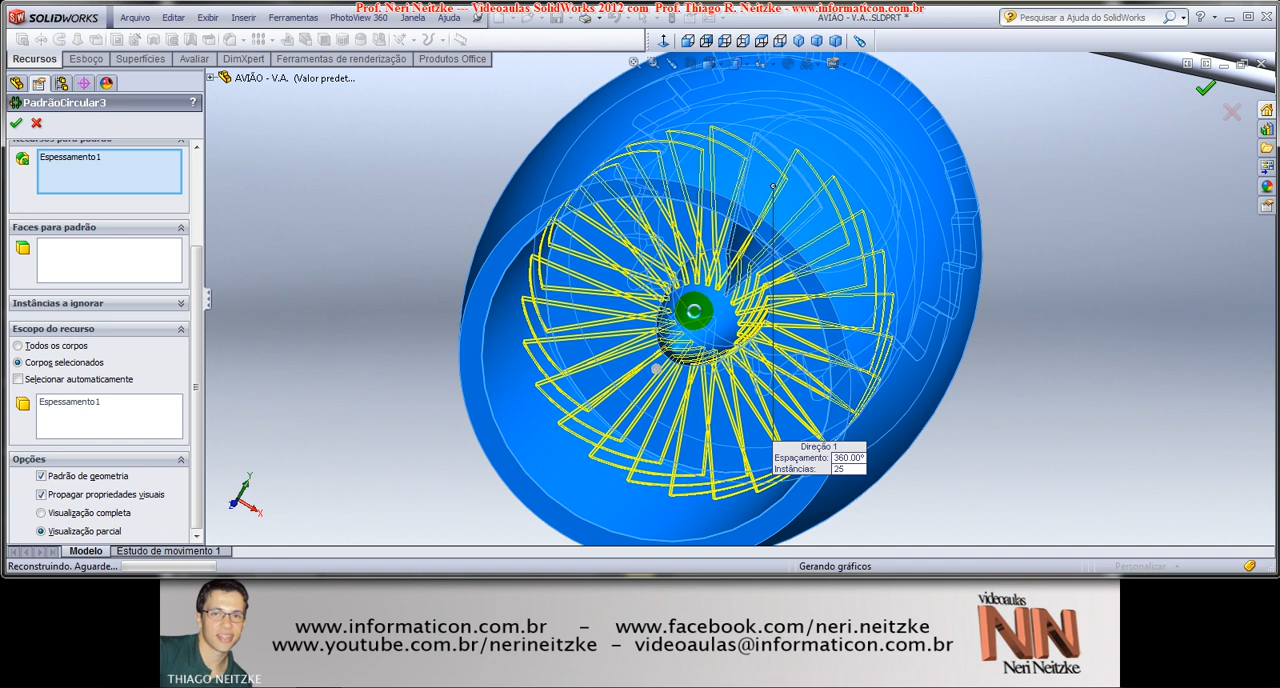 Prof. Neri Neitzke --- Videoaulas SolidWorks 2012 com Prof. Thiago R. Neitzke - www.informaticon.com.br
SOLIDWORKS Arquivo Editar Exibir Inserir Ferramentas PhotoView 360 Janela Ajuda AVIÃO - V.A..SLDPRT * Pesquisar a Ajuda do SolidWorks
Recursos Esboço Superfícies Avaliar DimXpert Ferramentas de renderização Produtos Office
AVIÃO - V.A. (Valor predet...
PadrãoCircular3 ?
Recursos para padrão
Espessamento1
Faces para padrão
Instâncias a ignorar
Escopo do recurso
Todos os corpos
Corpos selecionados
Selecionar automaticamente
Espessamento1
Opções
Padrão de geometria
Propagar propriedades visuais
Visualização completa
Visualização parcial
Direção 1
Espaçamento: 360.00°
Instâncias: 25
Y
X
Z
Modelo Estudo de movimento 1
Reconstruindo. Aguarde... Gerando gráficos Personalizar
www.informaticon.com.br - www.facebook.com/neri.neitzke
www.youtube.com.br/nerineitzke - videoaulas@informaticon.com.br
THIAGO NEITZKE
videoaulas
NN
Neri Neitzke